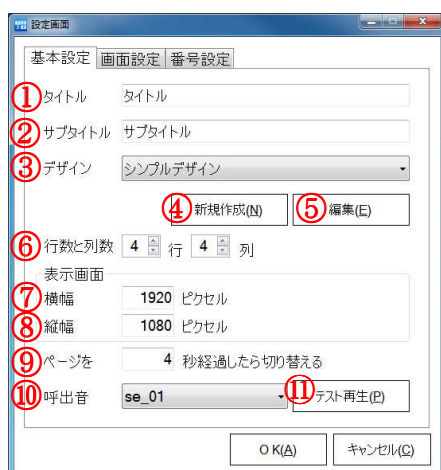 設定画面
基本設定 画面設定 番号設定
①タイトル タイトル
②サブタイトル サブタイトル
③デザイン シンプルデザイン
④新規作成(N) ⑤編集(E)
⑥行数と列数 4 行 4 列
表示画面
⑦横幅 1920 ピクセル
⑧縦幅 1080 ピクセル
⑨ページを 4 秒経過したら切り替える
⑩呼出音 se_01 ⑪テスト再生(P)
OK(A) キャンセル(C)